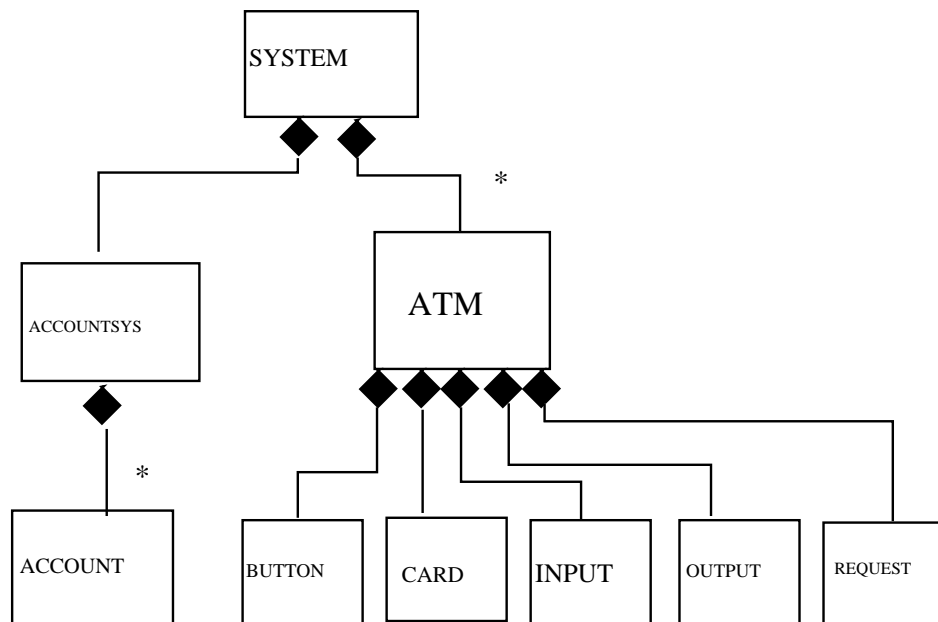 SYSTEM
*
ATM
ACCOUNTSYS
*
ACCOUNT
BUTTON
CARD
INPUT
OUTPUT
REQUEST